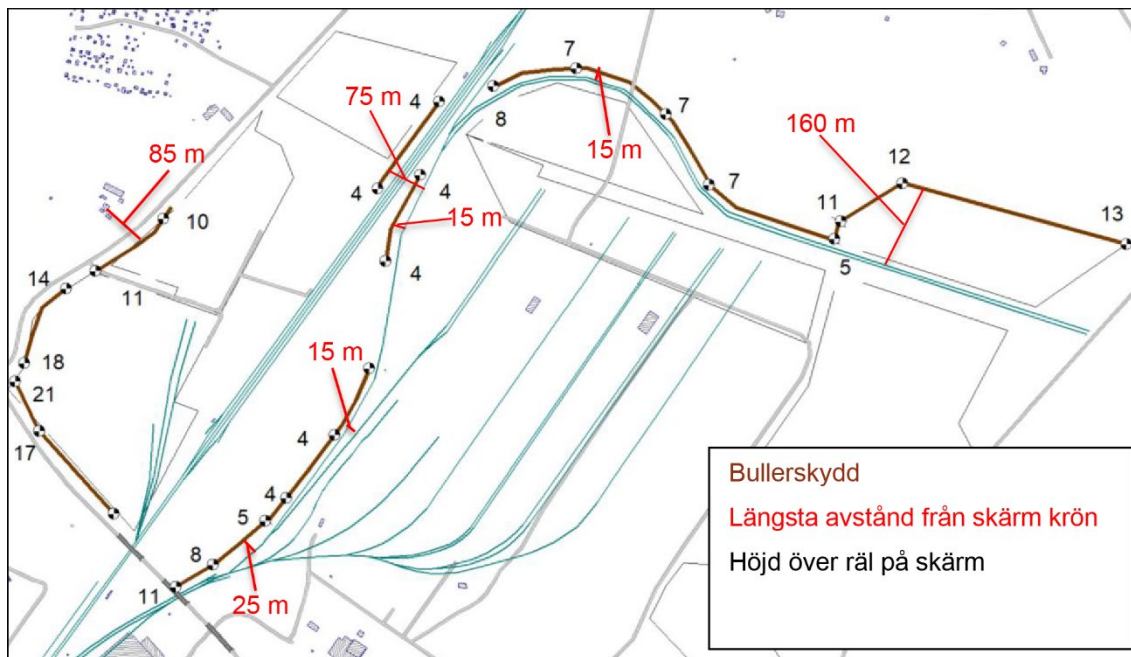 7
4
75 m
8
7
85 m
15 m
160 m
12
4
4
7
10
11
15 m
13
4
5
14
11
15 m
18
21
4
17
4
5
8
11
25 m
Bullerskydd
Längsta avstånd från skärm krön
Höjd över räl på skärm